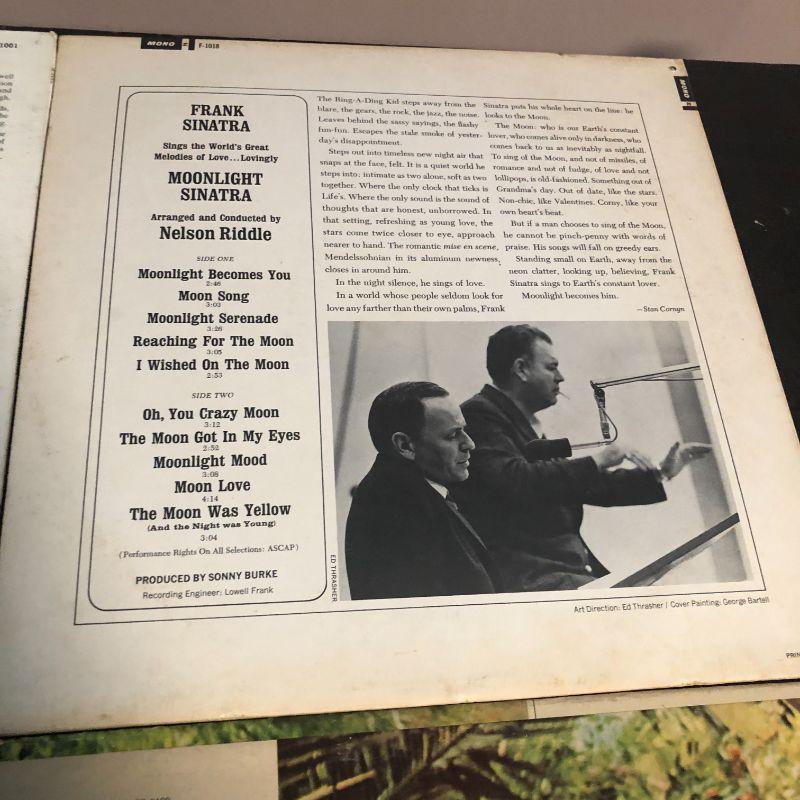 MONO
F-1018
MONO
1001
FRANK
SINATRA
Sings the World's Great
Melodies of Love...Lovingly
MOONLIGHT
SINATRA
Arranged and Conducted by
Nelson Riddle
SIDE ONE
Moonlight Becomes You
2:46
Moon Song
3:03
Moonlight Serenade
3:26
Reaching For The Moon
3:05
I Wished On The Moon
2:53
SIDE TWO
Oh, You Crazy Moon
3:12
The Moon Got In My Eyes
2:52
Moonlight Mood
3:08
Moon Love
4:14
The Moon Was Yellow
(And the Night was Young)
3:04
(Performance Rights On All Selections: ASCAP)
PRODUCED BY SONNY BURKE
Recording Engineer: Lowell Frank
The Ring-A-Ding Kid steps away from the
blare, the gears, the rock, the jazz, the noise.
Leaves behind the sassy sayings, the flashy
fun-fun. Escapes the stale smoke of yester-
day's disappointment.
Steps out into timeless new night air that
snaps at the face, felt. It is a quiet world he
steps into: intimate as two alone, soft as two
together. Where the only clock that ticks is
Life's. Where the only sound is the sound of
thoughts that are honest, unborrowed. In
that setting, refreshing as young love, the
stars come twice closer to eye, approach
nearer to hand. The romantic mise en scene,
Mendelssohnian in its aluminum newness,
closes in around him.
In the night silence, he sings of love.
In a world whose people seldom look for
love any farther than their own palms, Frank
Sinatra puts his whole heart on the line: he
looks to the Moon.
The Moon: who is our Earth's constant
lover, who comes alive only in darkness, who
comes back to us as inevitably as nightfall.
To sing of the Moon, and not of missiles, of
romance and not of fudge, of love and not
lollipops, is old-fashioned. Something out of
Grandma's day. Out of date, like the stars.
Non-chic, like Valentines. Corny, like your
own heart's beat.
But if a man chooses to sing of the Moon,
he cannot be pinch-penny with words of
praise. His songs will fall on greedy ears.
Standing small on Earth, away from the
neon clatter, looking up, believing, Frank
Sinatra sings to Earth's constant lover.
Moonlight becomes him.
—Stan Cornyn
ED THRASHER
Art Direction: Ed Thrasher / Cover Painting: George Bartell
PRIN